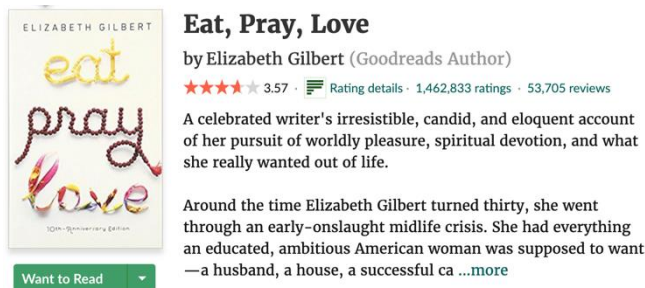 ELIZABETH GILBERT
eat
pray
love
10th-Anniversary Edition
Want to Read
Eat, Pray, Love
by Elizabeth Gilbert (Goodreads Author)
3.57 · Rating details · 1,462,833 ratings · 53,705 reviews
A celebrated writer's irresistible, candid, and eloquent account
of her pursuit of worldly pleasure, spiritual devotion, and what
she really wanted out of life.
Around the time Elizabeth Gilbert turned thirty, she went
through an early-onslaught midlife crisis. She had everything
an educated, ambitious American woman was supposed to want
—a husband, a house, a successful ca ...more